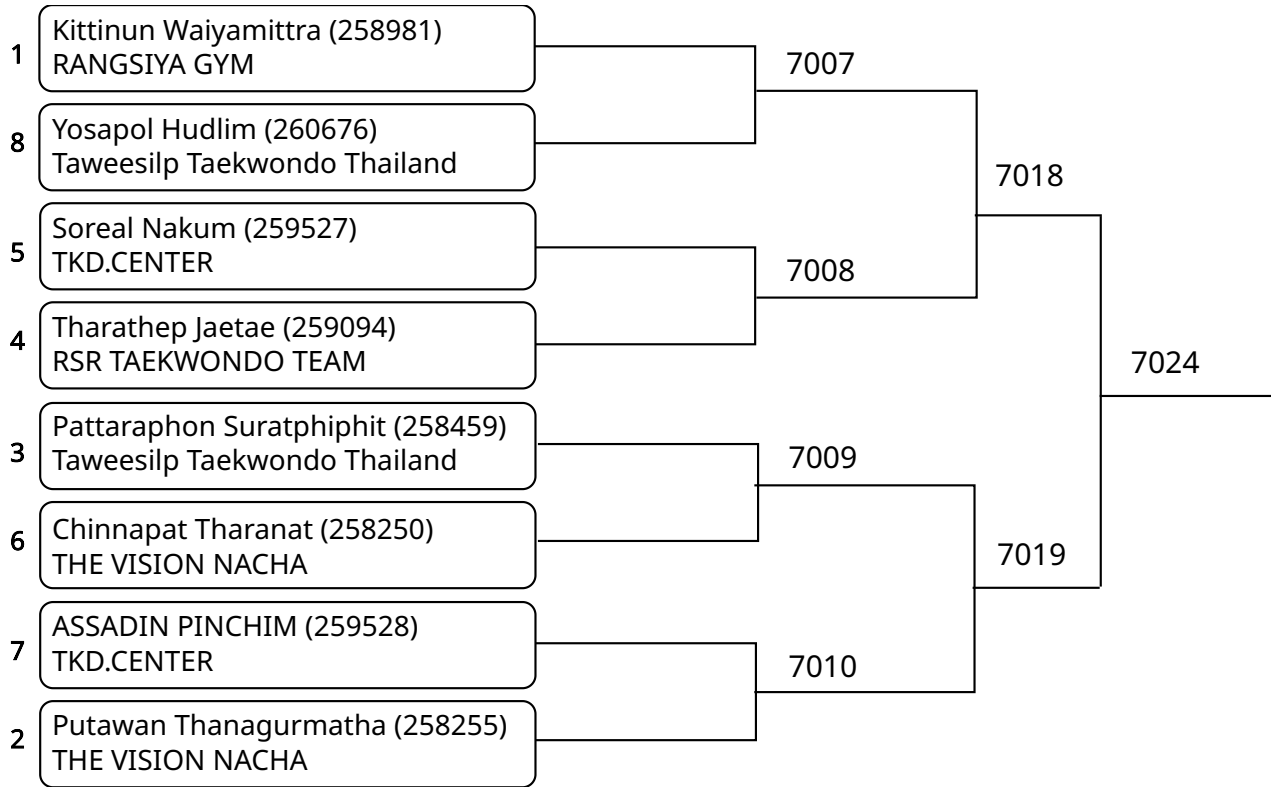 1
Kittinun Waiyamittra (258981)
RANGSIYA GYM
8
Yosapol Hudlim (260676)
Taweesilp Taekwondo Thailand
7007
5
Soreal Nakum (259527)
TKD.CENTER
4
Tharathep Jaetae (259094)
RSR TAEKWONDO TEAM
7008
7018
3
Pattaraphon Suratphiphit (258459)
Taweesilp Taekwondo Thailand
6
Chinnapat Tharanat (258250)
THE VISION NACHA
7009
7
ASSADIN PINCHIM (259528)
TKD.CENTER
2
Putawan Thanagurmatha (258255)
THE VISION NACHA
7010
7019
7024